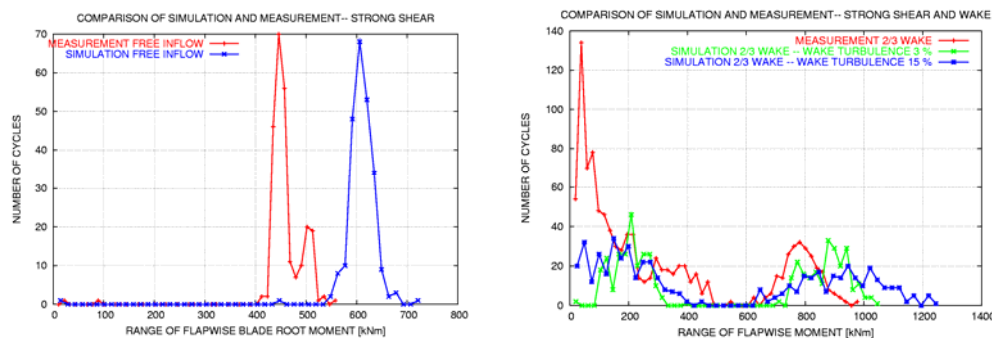 COMPARISON OF SIMULATION AND MEASUREMENT-- STRONG SHEAR
MEASUREMENT FREE INFLOW
SIMULATION FREE INFLOW
NUMBER OF CYCLES
70
60
50
40
30
20
10
0
0 100 200 300 400 500 600 700 800
RANGE OF FLAPWISE BLADE ROOT MOMENT [kNm]
COMPARISON OF SIMULATION AND MEASUREMENT-- STRONG SHEAR AND WAKE
MEASUREMENT 2/3 WAKE
SIMULATION 2/3 WAKE -- WAKE TURBULENCE 3 %
SIMULATION 2/3 WAKE -- WAKE TURBULENCE 15 %
NUMBER OF CYCLES
140
120
100
80
60
40
20
0
0 200 400 600 800 1000 1200 1400
RANGE OF FLAPWISE MOMENT [kNm]